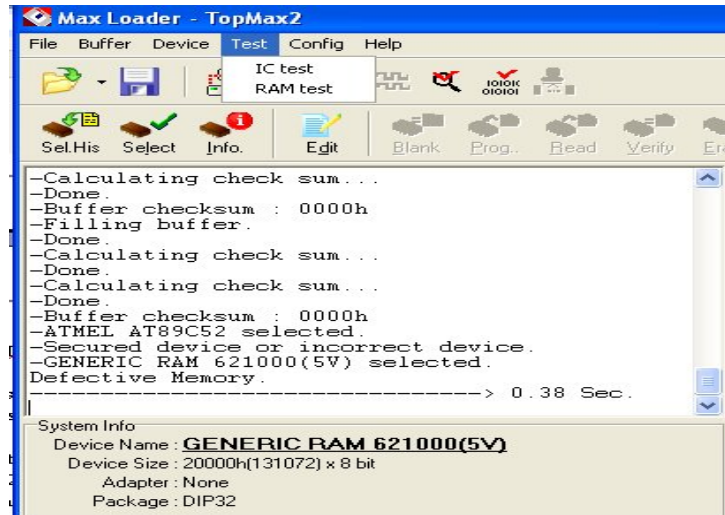 Max Loader - TopMax2
File Buffer Device Test Config Help
IC test
RAM test
Sel.His Select Info. Edit Blank Prog.. Read Verify
-Calculating check sum...
-Done.
-Buffer checksum : 0000h
-Filling buffer.
-Done.
-Calculating check sum...
-Done.
-Calculating check sum...
-Done.
-Buffer checksum : 0000h
-ATMEL AT89C52 selected.
-Secured device or incorrect device.
-GENERIC RAM 621000(5V) selected.
Defective Memory.
----------------------------------> 0.38 Sec.
System Info
Device Name : GENERIC RAM 621000(5V)
Device Size : 20000h(131072) x 8 bit
Adapter : None
Package : DIP32